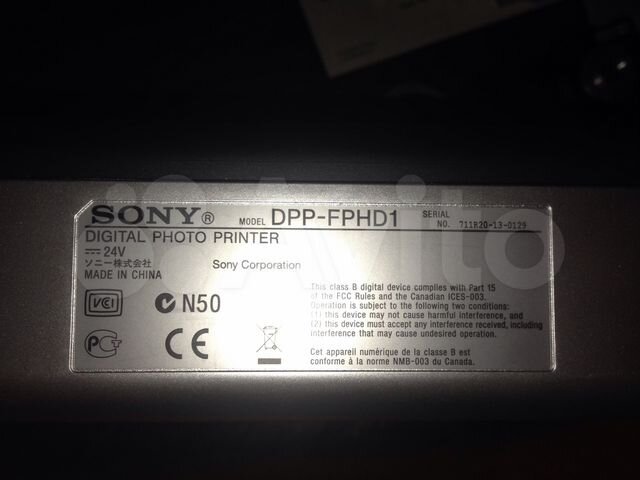 SONY® MODEL DPP-FPHD1 SERIAL NO. 711R20-13-0129
DIGITAL PHOTO PRINTER
⎓ 24V
ソニー株式会社 Sony Corporation
MADE IN CHINA
VCI N50
This class B digital device complies with Part 15
of the FCC Rules and the Canadian ICES-003.
Operation is subject to the following two conditions:
(1) this device may not cause harmful interference, and
(2) this device must accept any interference received, including
interference that may cause undesired operation.
Cet appareil numérique de la classe B est
conforme à la norme NMB-003 du Canada.
PCT CE
Avito